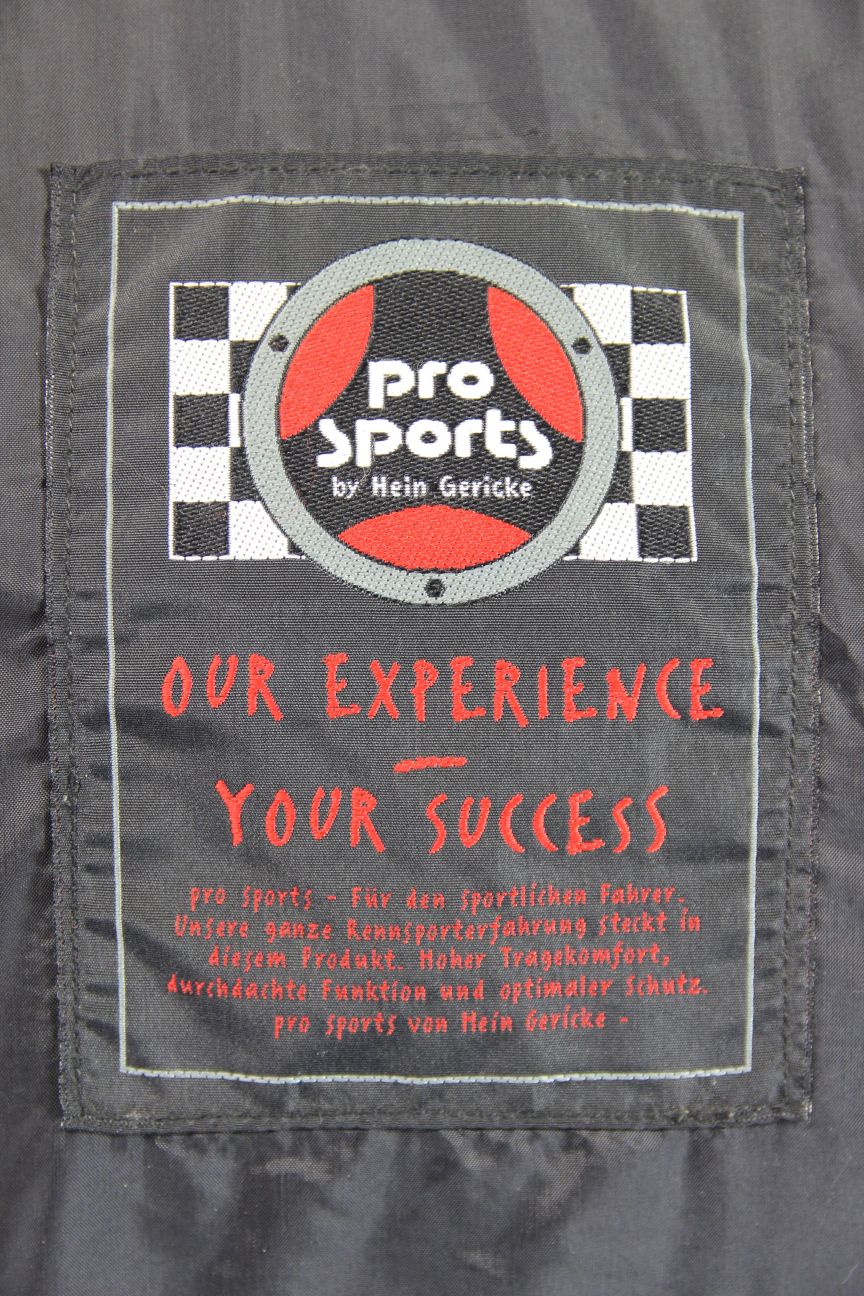 pro
sports
by Hein Gericke
OUR EXPERIENCE
—
YOUR SUCCESS
pro sports - Für den sportlichen Fahrer.
Unsere ganze Rennsporterfahrung steckt in
diesem Produkt. Hoher Tragekomfort,
durchdachte Funktion und optimaler Schutz.
pro sports von Hein Gericke -